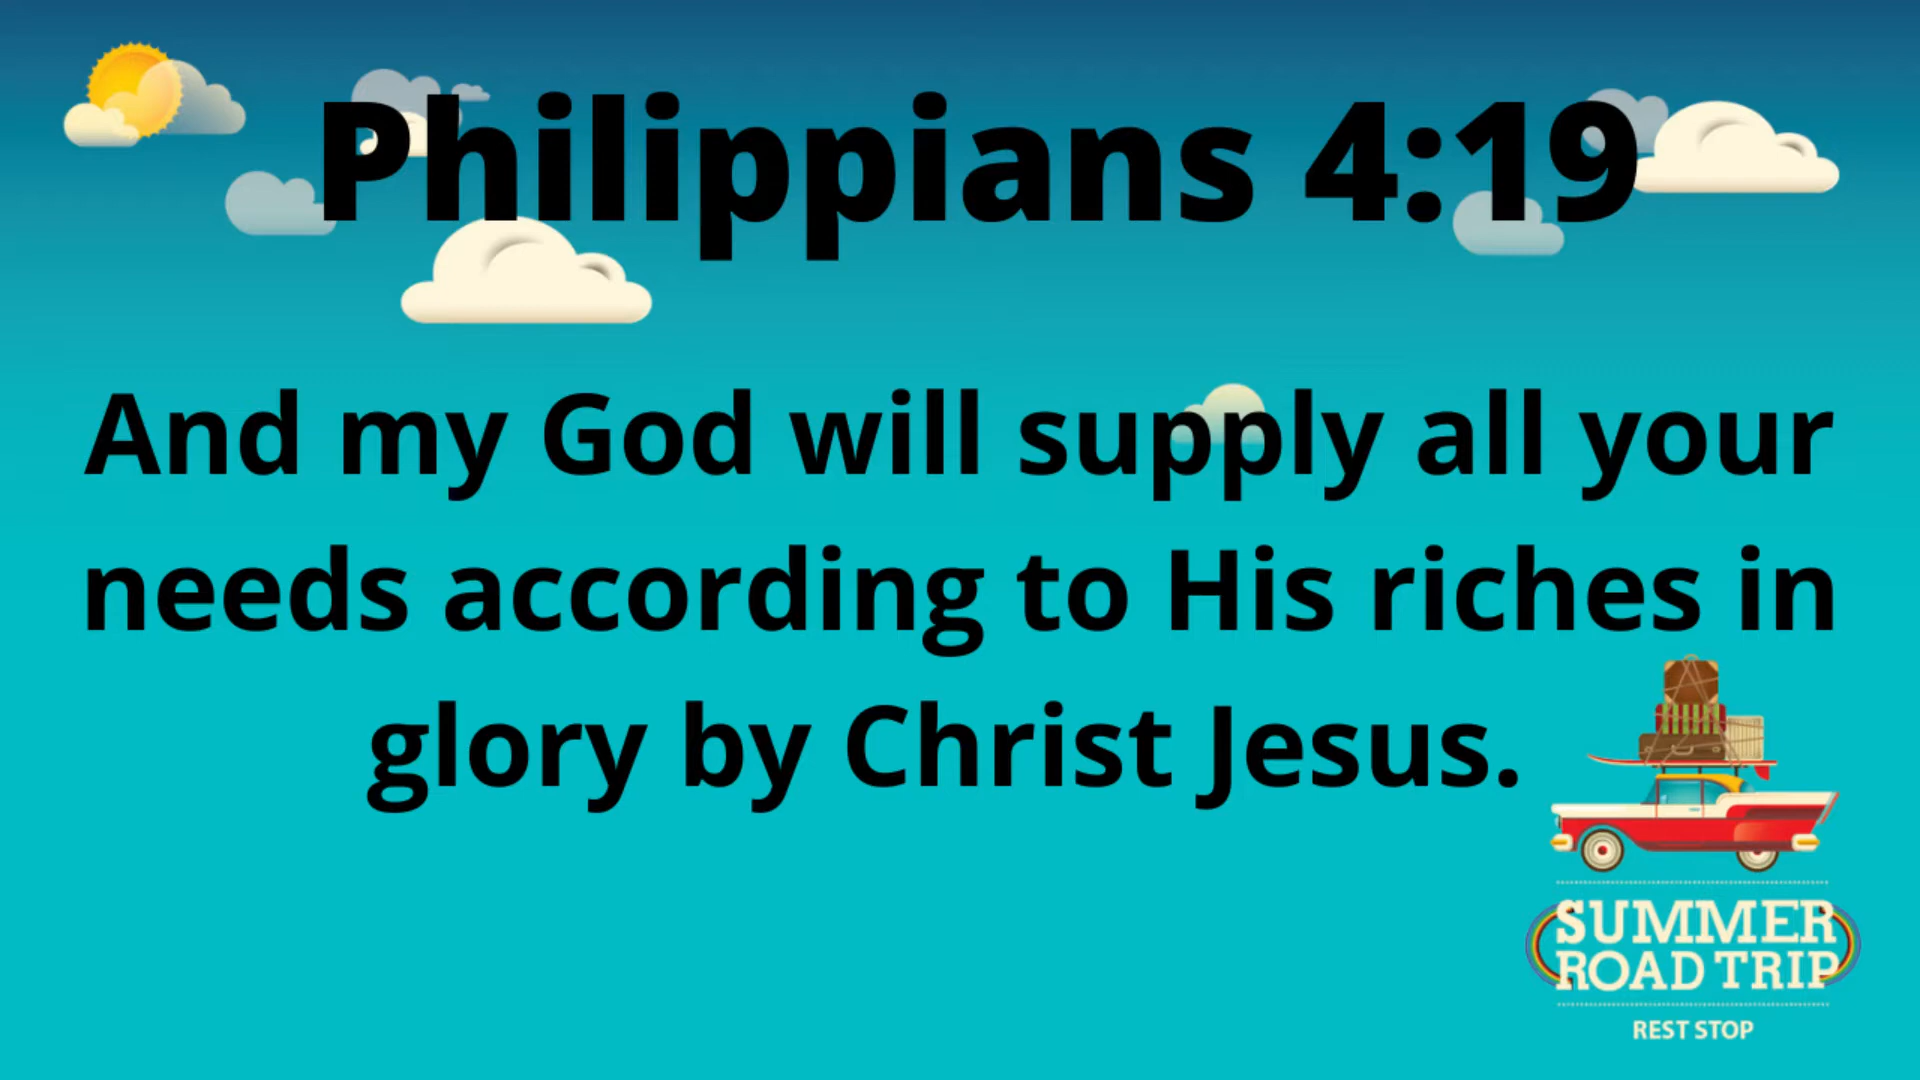 Philippians 4:19
And my God will supply all your
needs according to His riches in
glory by Christ Jesus.
SUMMER
ROAD TRIP
REST STOP